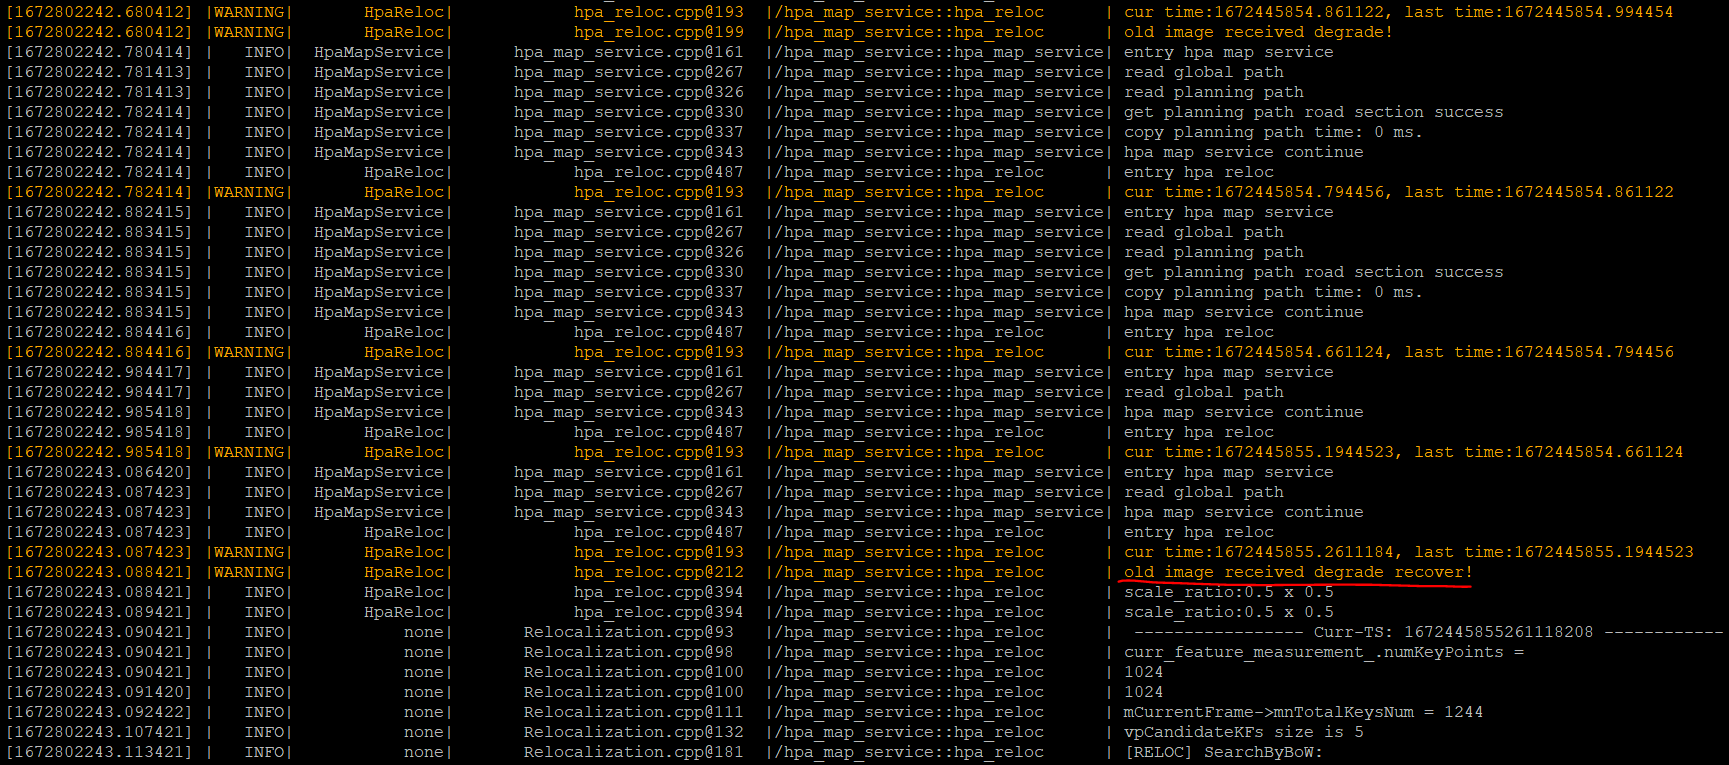 [1672802242.680412] |WARNING| HpaReloc| hpa_reloc.cpp@193 |/hpa_map_service::hpa_reloc | cur time:1672445854.861122, last time:1672445854.994454
[1672802242.680412] |WARNING| HpaReloc| hpa_reloc.cpp@199 |/hpa_map_service::hpa_reloc | old image received degrade!
[1672802242.780414] | INFO| HpaMapService| hpa_map_service.cpp@161 |/hpa_map_service::hpa_map_service| entry hpa map service
[1672802242.781413] | INFO| HpaMapService| hpa_map_service.cpp@267 |/hpa_map_service::hpa_map_service| read global path
[1672802242.781413] | INFO| HpaMapService| hpa_map_service.cpp@326 |/hpa_map_service::hpa_map_service| read planning path
[1672802242.782414] | INFO| HpaMapService| hpa_map_service.cpp@330 |/hpa_map_service::hpa_map_service| get planning path road section success
[1672802242.782414] | INFO| HpaMapService| hpa_map_service.cpp@337 |/hpa_map_service::hpa_map_service| copy planning path time: 0 ms.
[1672802242.782414] | INFO| HpaMapService| hpa_map_service.cpp@343 |/hpa_map_service::hpa_map_service| hpa map service continue
[1672802242.782414] | INFO| HpaReloc| hpa_reloc.cpp@487 |/hpa_map_service::hpa_reloc | entry hpa reloc
[1672802242.782414] |WARNING| HpaReloc| hpa_reloc.cpp@193 |/hpa_map_service::hpa_reloc | cur time:1672445854.794456, last time:1672445854.861122
[1672802242.882415] | INFO| HpaMapService| hpa_map_service.cpp@161 |/hpa_map_service::hpa_map_service| entry hpa map service
[1672802242.883415] | INFO| HpaMapService| hpa_map_service.cpp@267 |/hpa_map_service::hpa_map_service| read global path
[1672802242.883415] | INFO| HpaMapService| hpa_map_service.cpp@326 |/hpa_map_service::hpa_map_service| read planning path
[1672802242.883415] | INFO| HpaMapService| hpa_map_service.cpp@330 |/hpa_map_service::hpa_map_service| get planning path road section success
[1672802242.883415] | INFO| HpaMapService| hpa_map_service.cpp@337 |/hpa_map_service::hpa_map_service| copy planning path time: 0 ms.
[1672802242.883415] | INFO| HpaMapService| hpa_map_service.cpp@343 |/hpa_map_service::hpa_map_service| hpa map service continue
[1672802242.884416] | INFO| HpaReloc| hpa_reloc.cpp@487 |/hpa_map_service::hpa_reloc | entry hpa reloc
[1672802242.884416] |WARNING| HpaReloc| hpa_reloc.cpp@193 |/hpa_map_service::hpa_reloc | cur time:1672445854.661124, last time:1672445854.794456
[1672802242.984417] | INFO| HpaMapService| hpa_map_service.cpp@161 |/hpa_map_service::hpa_map_service| entry hpa map service
[1672802242.984417] | INFO| HpaMapService| hpa_map_service.cpp@267 |/hpa_map_service::hpa_map_service| read global path
[1672802242.985418] | INFO| HpaMapService| hpa_map_service.cpp@343 |/hpa_map_service::hpa_map_service| hpa map service continue
[1672802242.985418] | INFO| HpaReloc| hpa_reloc.cpp@487 |/hpa_map_service::hpa_reloc | entry hpa reloc
[1672802242.985418] |WARNING| HpaReloc| hpa_reloc.cpp@193 |/hpa_map_service::hpa_reloc | cur time:1672445855.1944523, last time:1672445854.661124
[1672802243.086420] | INFO| HpaMapService| hpa_map_service.cpp@161 |/hpa_map_service::hpa_map_service| entry hpa map service
[1672802243.087423] | INFO| HpaMapService| hpa_map_service.cpp@267 |/hpa_map_service::hpa_map_service| read global path
[1672802243.087423] | INFO| HpaMapService| hpa_map_service.cpp@343 |/hpa_map_service::hpa_map_service| hpa map service continue
[1672802243.087423] | INFO| HpaReloc| hpa_reloc.cpp@487 |/hpa_map_service::hpa_reloc | entry hpa reloc
[1672802243.087423] |WARNING| HpaReloc| hpa_reloc.cpp@193 |/hpa_map_service::hpa_reloc | cur time:1672445855.2611184, last time:1672445855.1944523
[1672802243.088421] |WARNING| HpaReloc| hpa_reloc.cpp@212 |/hpa_map_service::hpa_reloc | old image received degrade recover!
[1672802243.088421] | INFO| HpaReloc| hpa_reloc.cpp@394 |/hpa_map_service::hpa_reloc | scale_ratio:0.5 x 0.5
[1672802243.089421] | INFO| HpaReloc| hpa_reloc.cpp@394 |/hpa_map_service::hpa_reloc | scale_ratio:0.5 x 0.5
[1672802243.090421] | INFO| none| Relocalization.cpp@93 |/hpa_map_service::hpa_reloc | ----------------- Curr-TS: 1672445855261118208 ------------
[1672802243.090421] | INFO| none| Relocalization.cpp@98 |/hpa_map_service::hpa_reloc | curr_feature_measurement_.numKeyPoints =
[1672802243.090421] | INFO| none| Relocalization.cpp@100 |/hpa_map_service::hpa_reloc | 1024
[1672802243.091420] | INFO| none| Relocalization.cpp@100 |/hpa_map_service::hpa_reloc | 1024
[1672802243.092422] | INFO| none| Relocalization.cpp@111 |/hpa_map_service::hpa_reloc | mCurrentFrame->mnTotalKeysNum = 1244
[1672802243.107421] | INFO| none| Relocalization.cpp@132 |/hpa_map_service::hpa_reloc | vpCandidateKFs size is 5
[1672802243.113421] | INFO| none| Relocalization.cpp@181 |/hpa_map_service::hpa_reloc | [RELOC] SearchByBoW: